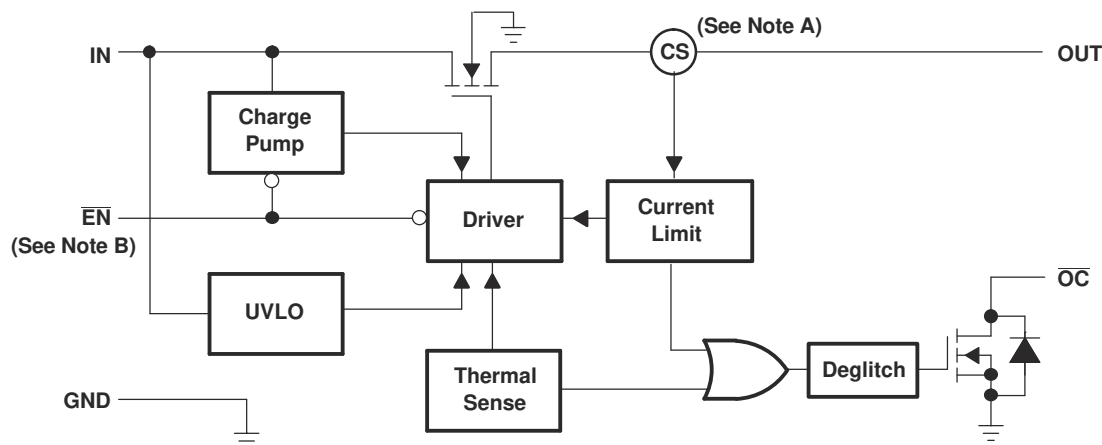 (See Note A)
IN
CS
OUT
Charge
Pump
EN
(See Note B)
Driver
Current
Limit
UVLO
OC
Thermal
Sense
Deglitch
GND